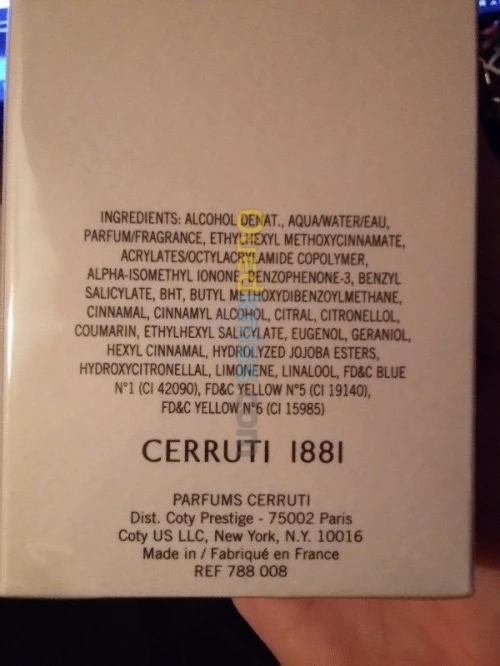 INGREDIENTS: ALCOHOL DENAT., AQUA/WATER/EAU,
PARFUM/FRAGRANCE, ETHYLHEXYL METHOXYCINNAMATE,
ACRYLATES/OCTYLACRYLAMIDE COPOLYMER,
ALPHA-ISOMETHYL IONONE, BENZOPHENONE-3, BENZYL
SALICYLATE, BHT, BUTYL METHOXYDIBENZOYLMETHANE,
CINNAMAL, CINNAMYL ALCOHOL, CITRAL, CITRONELLOL,
COUMARIN, ETHYLHEXYL SALICYLATE, EUGENOL, GERANIOL,
HEXYL CINNAMAL, HYDROLYZED JOJOBA ESTERS,
HYDROXYCITRONELLAL, LIMONENE, LINALOOL, FD&C BLUE
N°1 (CI 42090), FD&C YELLOW N°5 (CI 19140),
FD&C YELLOW N°6 (CI 15985)
CERRUTI 1881
PARFUMS CERRUTI
Dist. Coty Prestige - 75002 Paris
Coty US LLC, New York, N.Y. 10016
Made in / Fabriqué en France
REF 788 008
Ouedkniss.com